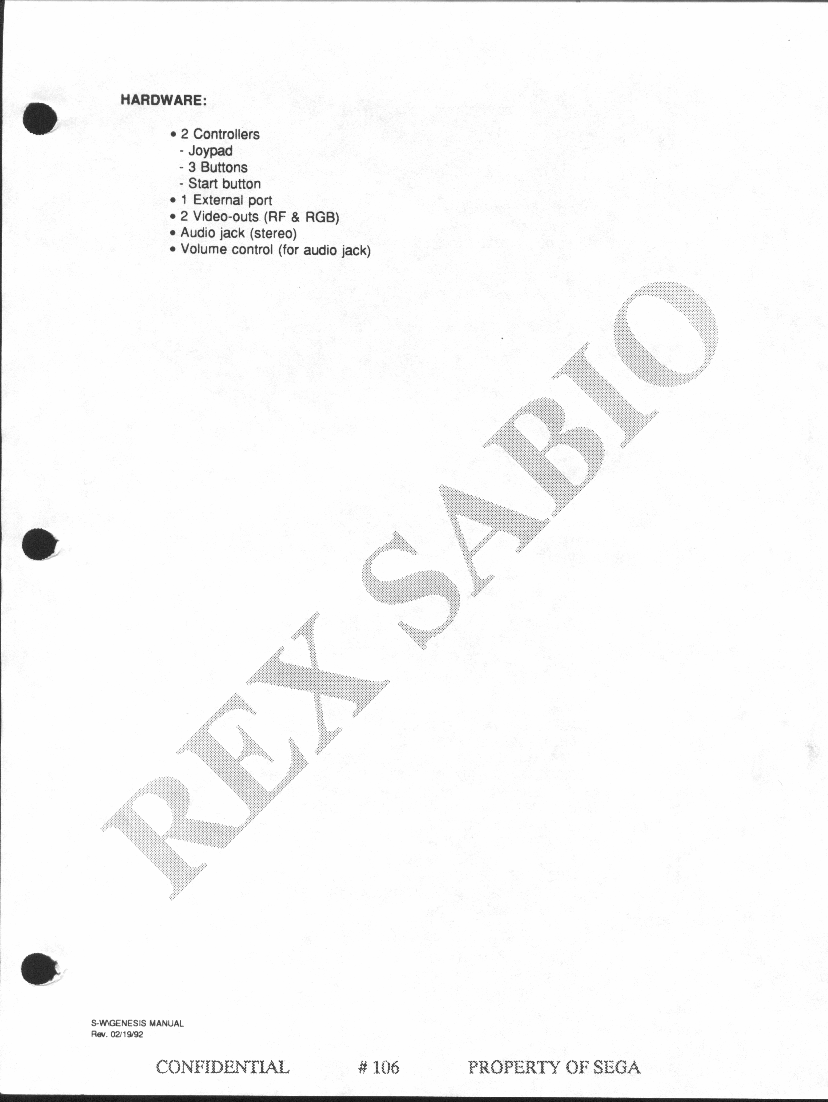 HARDWARE:
• 2 Controllers
- Joypad
- 3 Buttons
- Start button
• 1 External port
• 2 Video-outs (RF & RGB)
• Audio jack (stereo)
• Volume control (for audio jack)
REX SABIO
S-W\GENESIS MANUAL
Rev. 02/19/92
CONFIDENTIAL # 106 PROPERTY OF SEGA